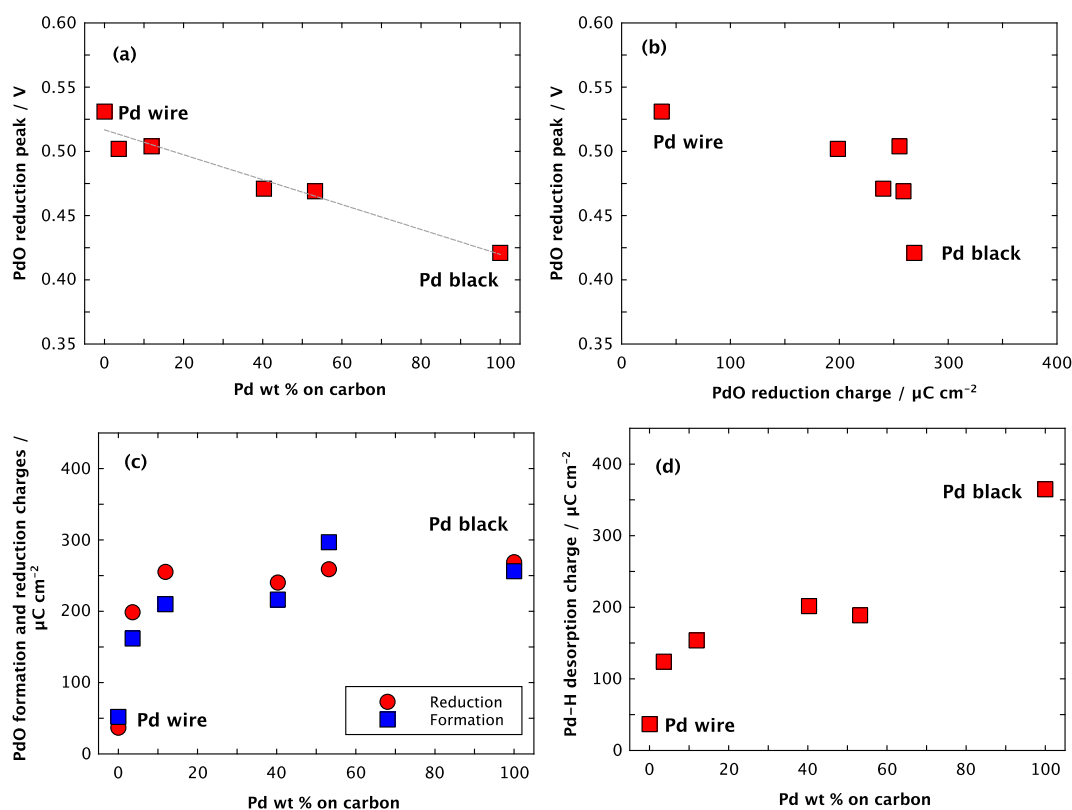 (a)
PdO reduction peak / V
0.60
0.55
0.50
0.45
0.40
0.35
Pd wire
Pd black
0 20 40 60 80 100
Pd wt % on carbon
(b)
PdO reduction peak / V
0.60
0.55
0.50
0.45
0.40
0.35
Pd wire
Pd black
0 100 200 300 400
PdO reduction charge / μC cm⁻²
(c)
PdO formation and reduction charges /
μC cm⁻²
400
300
200
100
0
Pd black
Pd wire
Reduction
Formation
0 20 40 60 80 100
Pd wt % on carbon
(d)
Pd-H desorption charge / μC cm⁻²
400
300
200
100
0
Pd black
Pd wire
0 20 40 60 80 100
Pd wt % on carbon